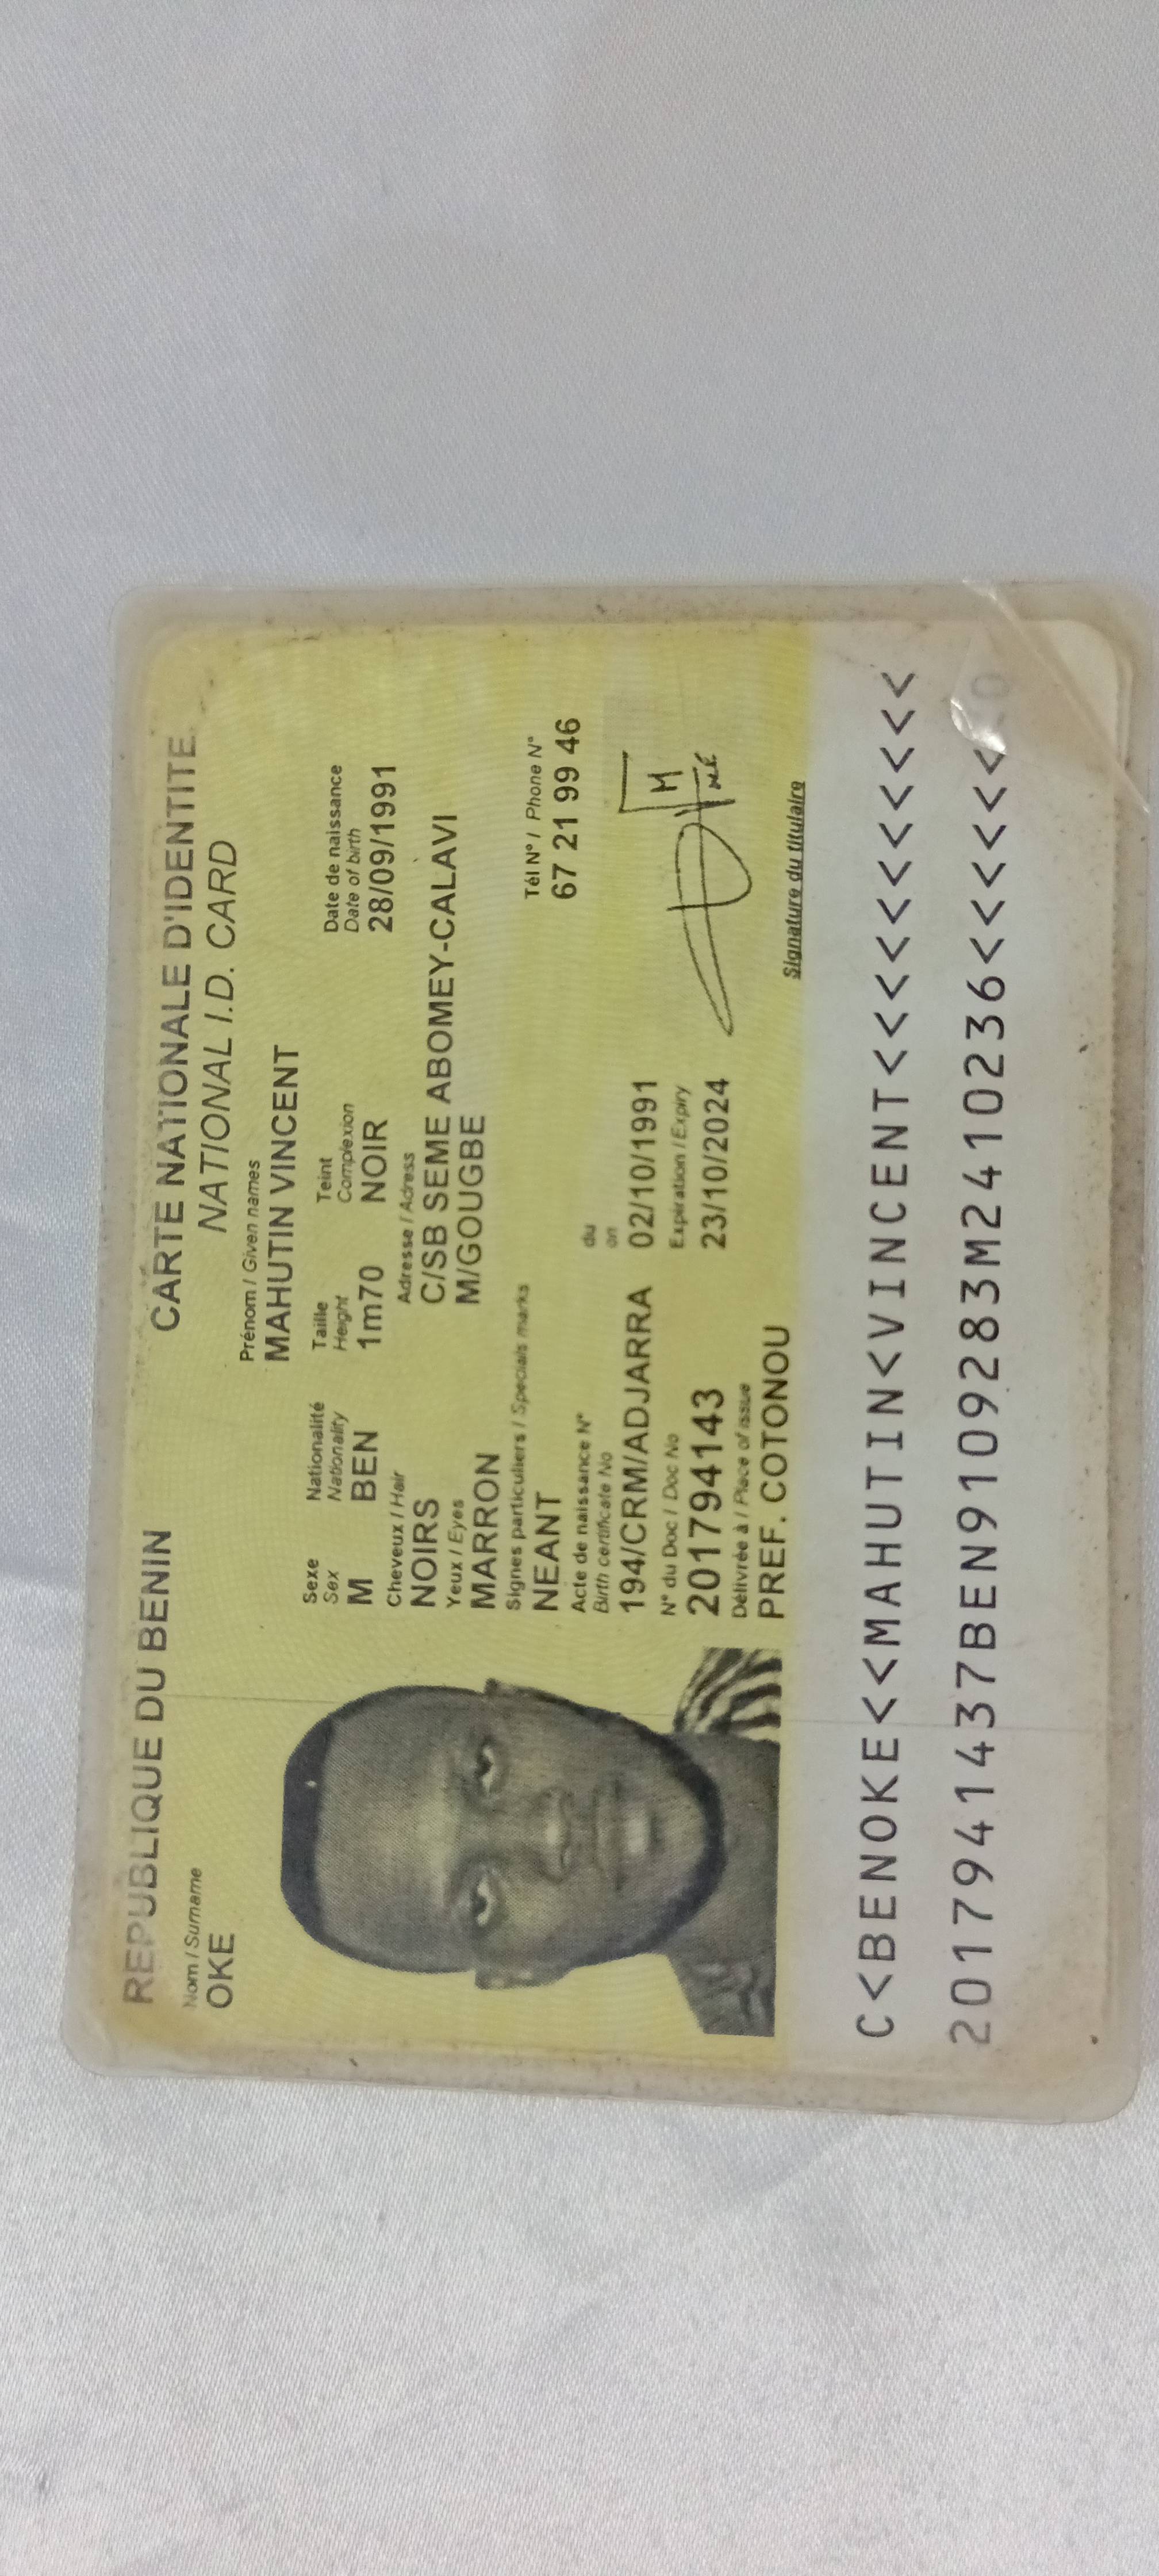 REPUBLIQUE DU BENIN
CARTE NATIONALE D'IDENTITE
NATIONAL I.D. CARD
Nom / Surname
OKE
Prénom / Given names
MAHUTIN VINCENT
Sexe Nationalité Taille Teint Date de naissance
Sex Nationality Height Complexion Date of birth
M BEN 1m70 NOIR 28/09/1991
Cheveux / Hair
NOIRS
Adresse / Adress
C/SB SEME ABOMEY-CALAVI
M/GOUGBE
Yeux / Eyes
MARRON
Signes particuliers / Specials marks
NEANT
Tél N° / Phone N°
67 21 99 46
Acte de naissance N° du
Birth certificate No on
194/CRM/ADJARRA 02/10/1991
N° du Doc / Doc No Expiration / Expiry
201794143 23/10/2024
Délivrée à / Place of issue
PREF. COTONOU
Signature du titulaire
C<BENOKE<<MAHUTIN<VINCENT<<<<<<<<<<<
2017941437BEN9109283M2410236<<<<<<